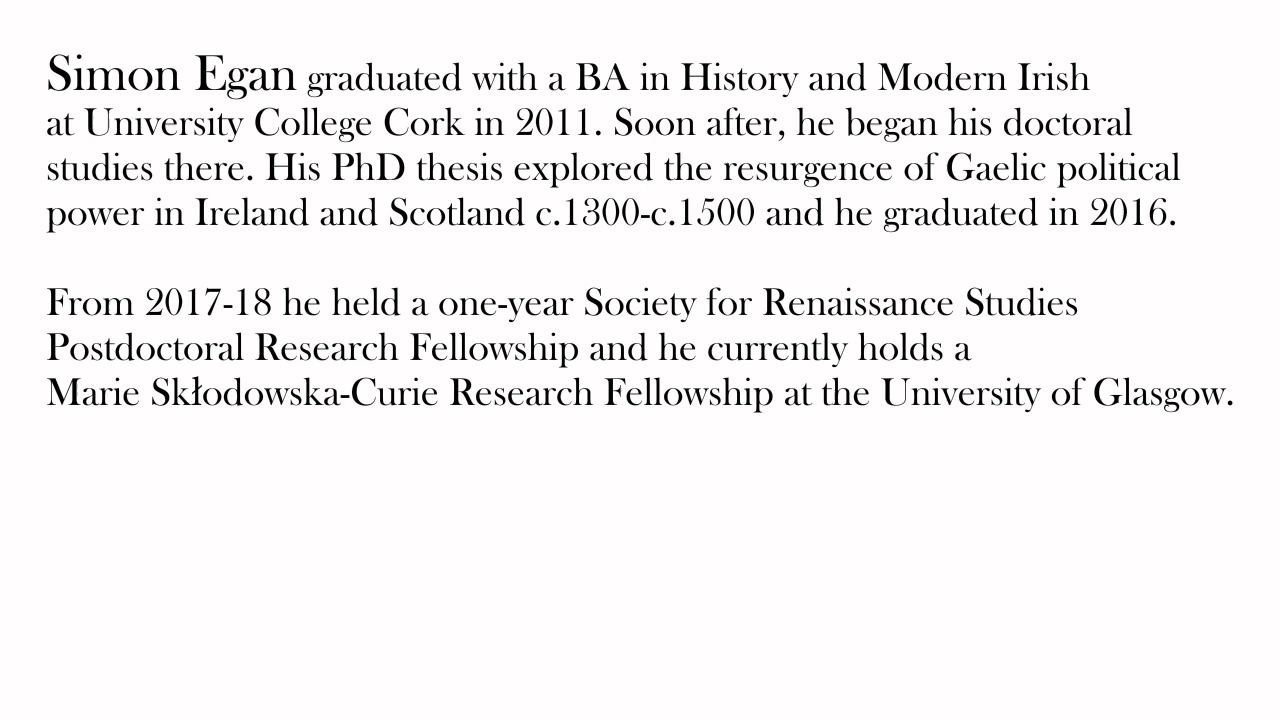 Simon Egan graduated with a BA in History and Modern Irish
at University College Cork in 2011. Soon after, he began his doctoral
studies there. His PhD thesis explored the resurgence of Gaelic political
power in Ireland and Scotland c.1300-c.1500 and he graduated in 2016.
From 2017-18 he held a one-year Society for Renaissance Studies
Postdoctoral Research Fellowship and he currently holds a
Marie Skłodowska-Curie Research Fellowship at the University of Glasgow.